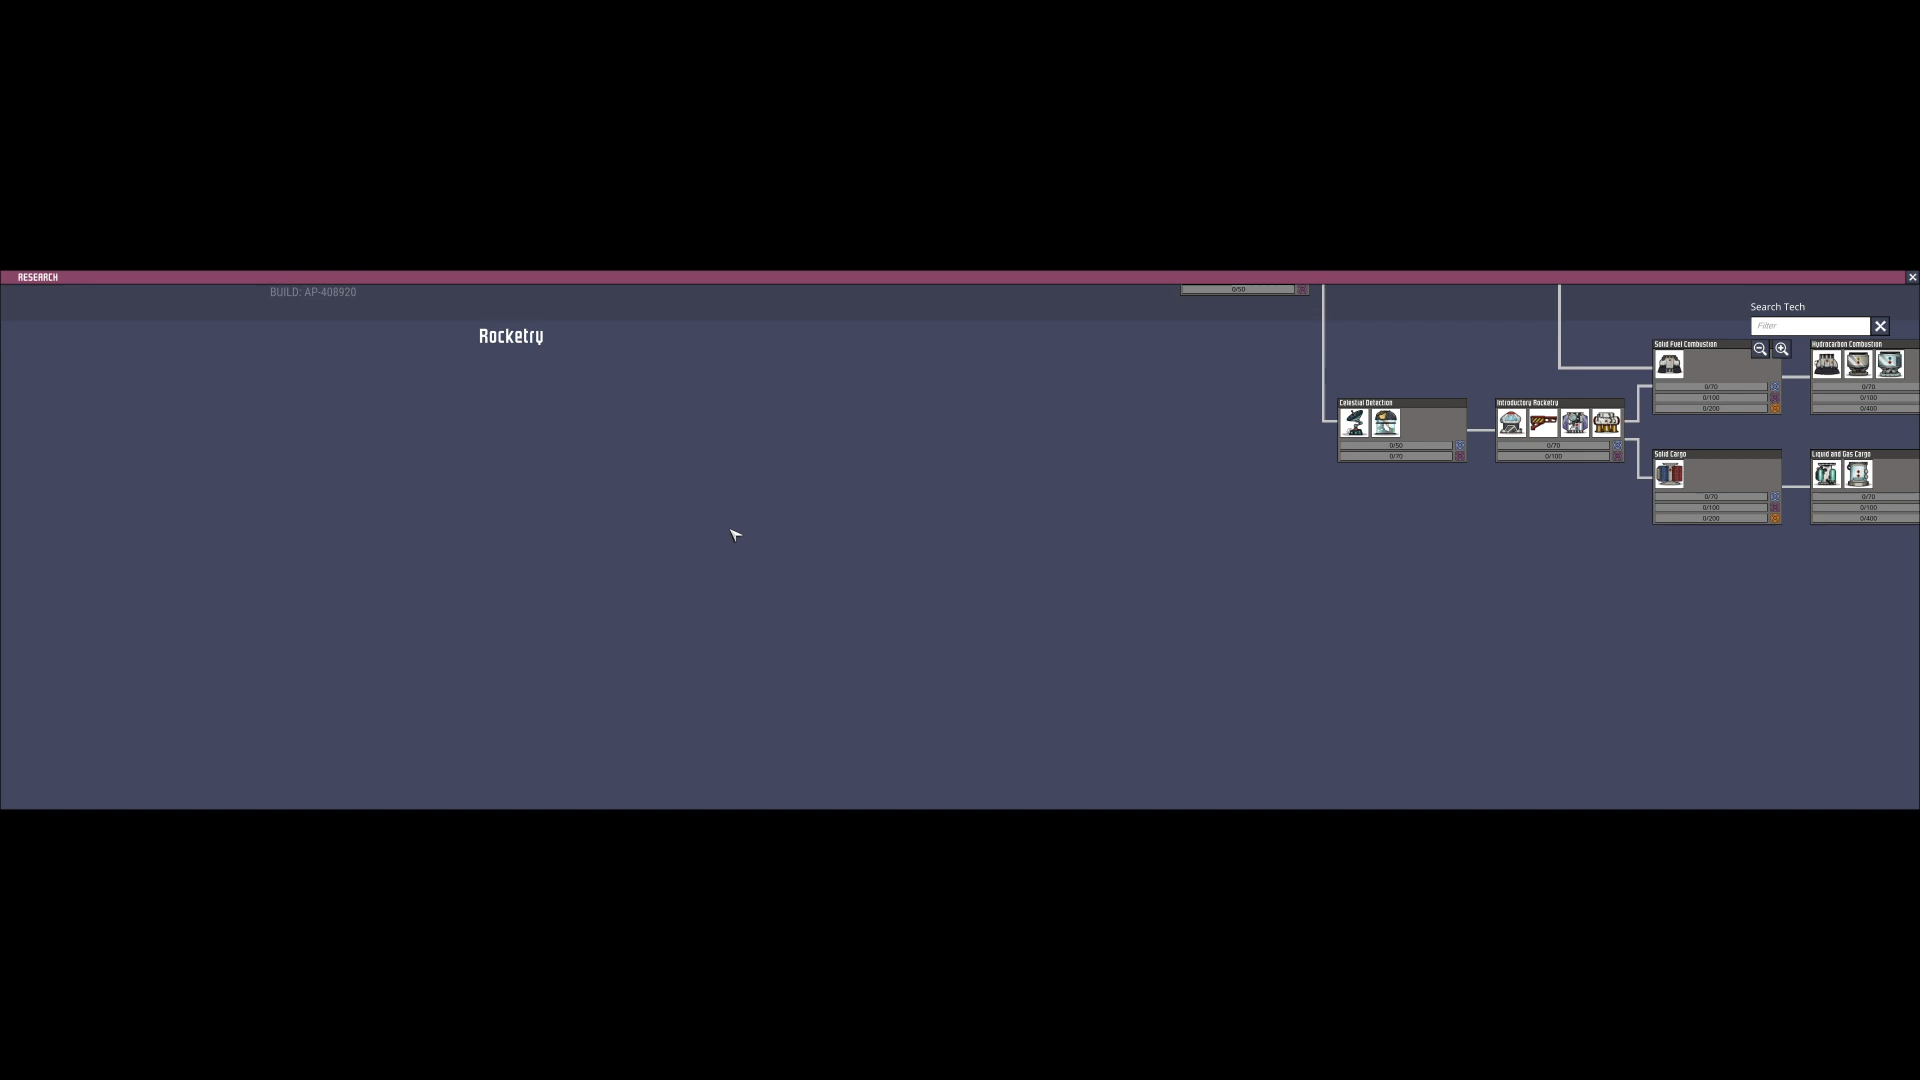 RESEARCH
BUILD: AP-408920
0/50
Rocketry
Search Tech
Filter
Solid Fuel Combustion
0/70
0/100
0/200
Hydrocarbon Combustion
0/70
0/100
0/400
Celestial Detection
0/50
0/70
Introductory Rocketry
0/70
0/100
Solid Cargo
0/70
0/100
0/200
Liquid and Gas Cargo
0/70
0/100
0/400